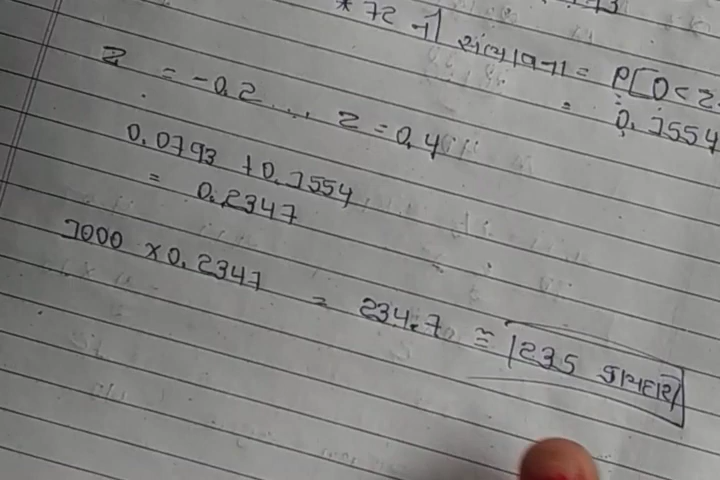 * 72 ની સંભાવના = P[0 < Z
= 0.1554
Z = -0.2 ... Z = 0.4
0.0793 + 0.1554
= 0.2347
1000 × 0.2347 = 234.7 ≅ 235